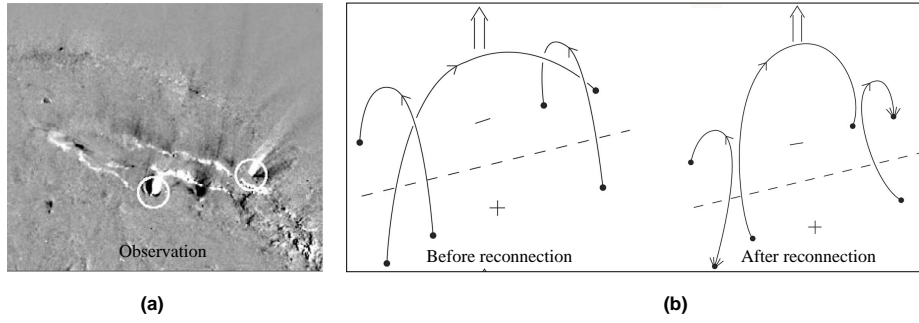 Observation
Before reconnection
After reconnection
(a)
(b)